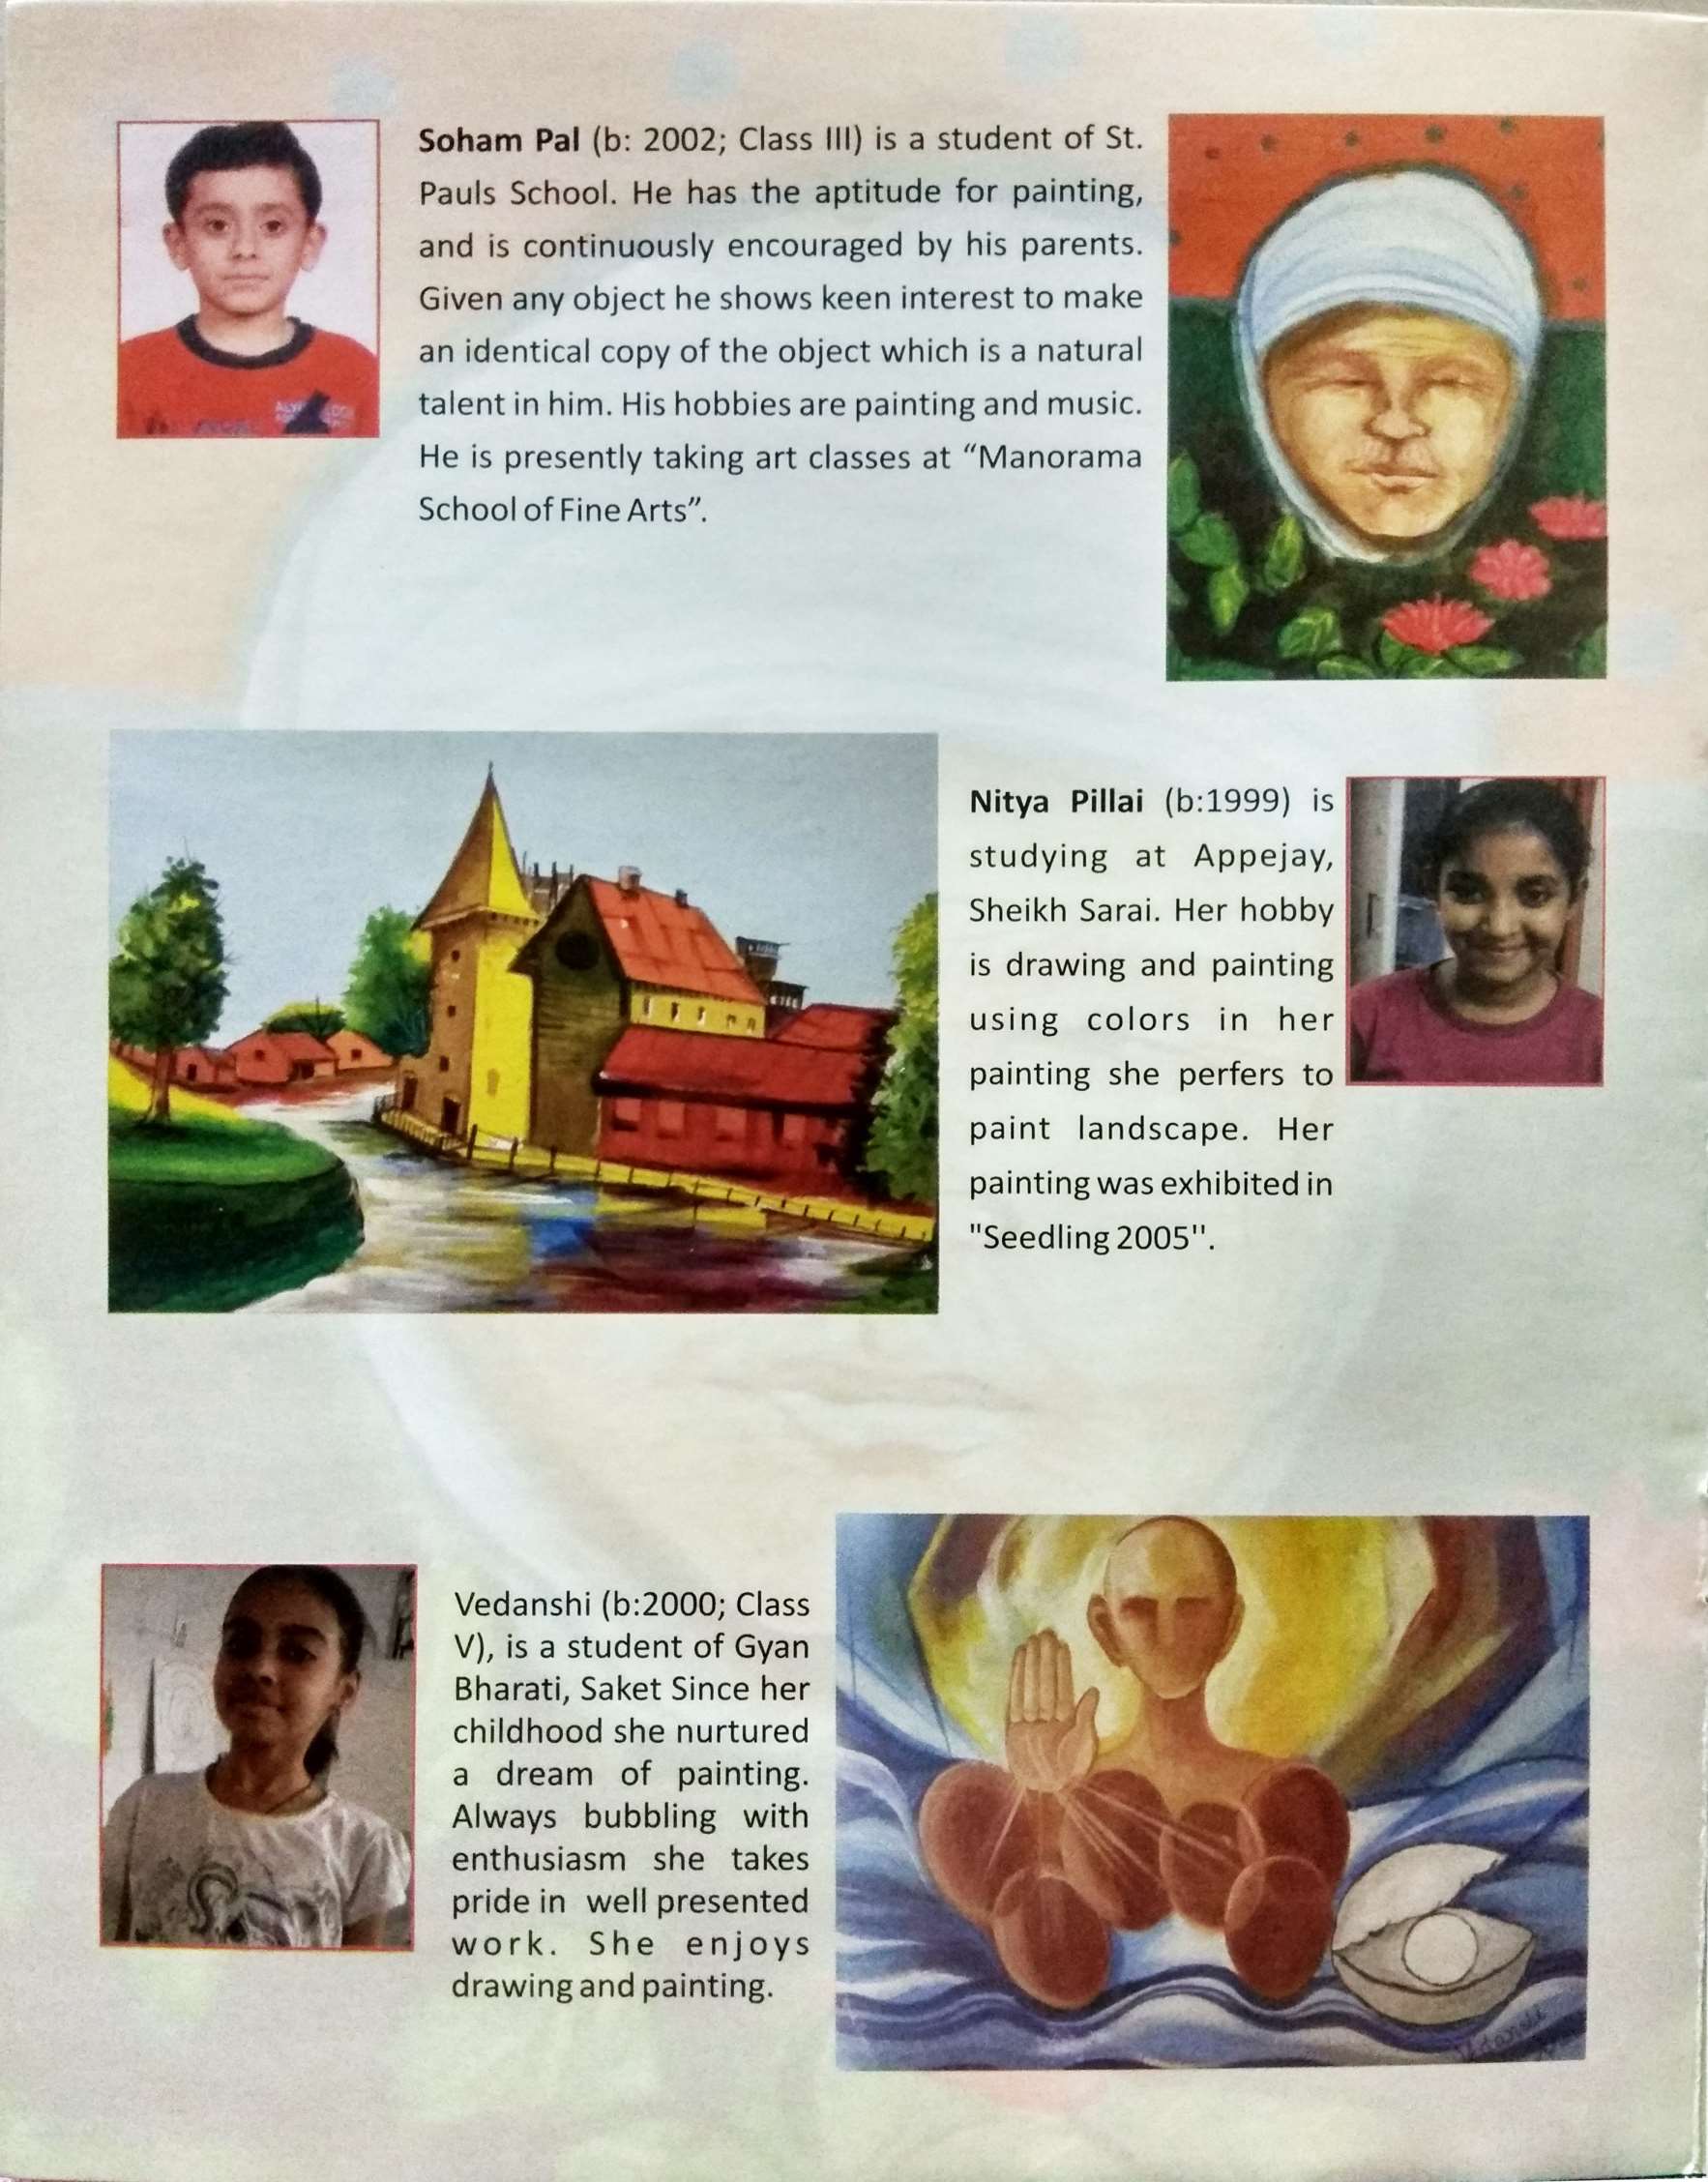 Soham Pal (b: 2002; Class III) is a student of St.
Pauls School. He has the aptitude for painting,
and is continuously encouraged by his parents.
Given any object he shows keen interest to make
an identical copy of the object which is a natural
talent in him. His hobbies are painting and music.
He is presently taking art classes at “Manorama
School of Fine Arts”.
Nitya Pillai (b:1999) is
studying at Appejay,
Sheikh Sarai. Her hobby
is drawing and painting
using colors in her
painting she perfers to
paint landscape. Her
painting was exhibited in
"Seedling 2005".
Vedanshi (b:2000; Class
V), is a student of Gyan
Bharati, Saket Since her
childhood she nurtured
a dream of painting.
Always bubbling with
enthusiasm she takes
pride in well presented
work. She enjoys
drawing and painting.